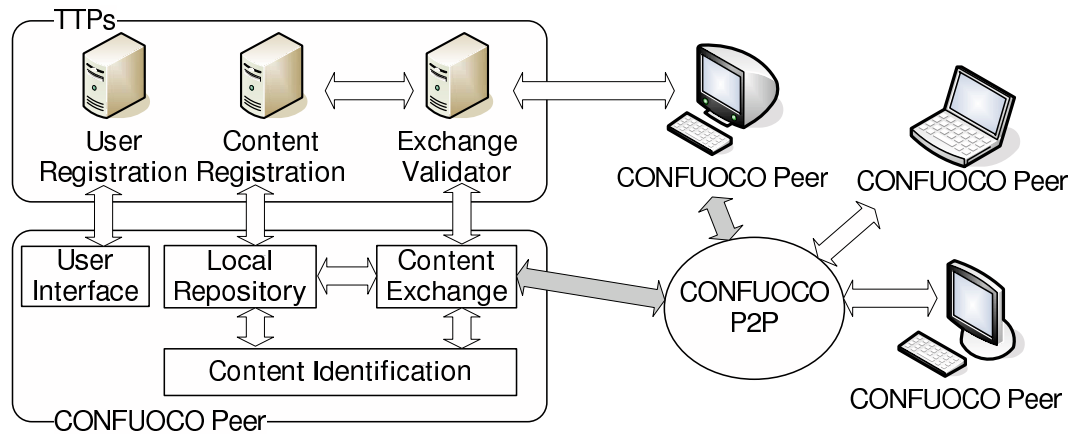 TTPs
User
Registration
Content
Registration
Exchange
Validator
CONFUOCO Peer
CONFUOCO Peer
User
Interface
Local
Repository
Content
Exchange
CONFUOCO
P2P
Content Identification
CONFUOCO Peer
CONFUOCO Peer